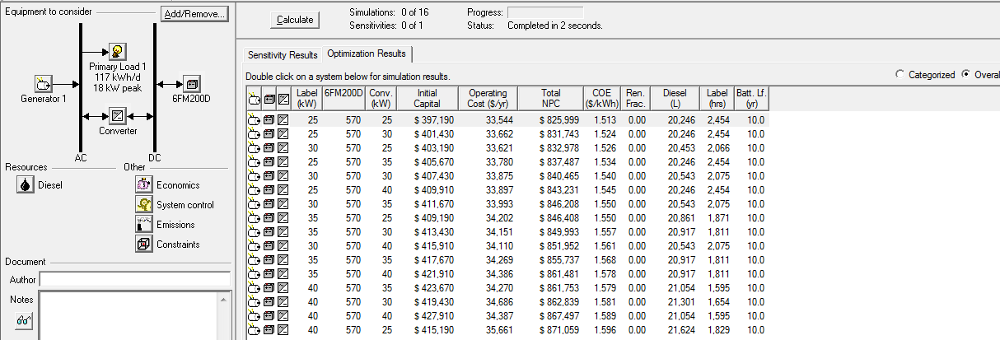 Equipment to consider
Add/Remove...
Primary Load 1
117 kWh/d
18 kW peak
Generator 1
6FM200D
Converter
AC
DC
Resources
Other
Diesel
Economics
System control
Emissions
Constraints
Document
Author
Notes
Calculate
Simulations: 0 of 16
Progress:
Sensitivities: 0 of 1
Status: Completed in 2 seconds.
Sensitivity Results
Optimization Results
Double click on a system below for simulation results.
Categorized
Overal
Label (kW) 6FM200D Conv. (kW) Initial Capital Operating Cost ($/yr) Total NPC COE ($/kWh) Ren. Frac. Diesel (L) Label (hrs) Batt. Lf. (yr)
25 570 25 $ 397,190 33,544 $ 825,999 1.513 0.00 20,246 2,454 10.0
25 570 30 $ 401,430 33,662 $ 831,743 1.524 0.00 20,246 2,454 10.0
30 570 25 $ 403,190 33,621 $ 832,978 1.526 0.00 20,453 2,066 10.0
25 570 35 $ 405,670 33,780 $ 837,487 1.534 0.00 20,246 2,454 10.0
30 570 30 $ 407,430 33,875 $ 840,465 1.540 0.00 20,543 2,075 10.0
25 570 40 $ 409,910 33,897 $ 843,231 1.545 0.00 20,246 2,454 10.0
30 570 35 $ 411,670 33,993 $ 846,208 1.550 0.00 20,543 2,075 10.0
35 570 25 $ 409,190 34,202 $ 846,408 1.550 0.00 20,861 1,871 10.0
35 570 30 $ 413,430 34,151 $ 849,993 1.557 0.00 20,917 1,811 10.0
30 570 40 $ 415,910 34,110 $ 851,952 1.561 0.00 20,543 2,075 10.0
35 570 35 $ 417,670 34,269 $ 855,737 1.568 0.00 20,917 1,811 10.0
35 570 40 $ 421,910 34,386 $ 861,481 1.578 0.00 20,917 1,811 10.0
40 570 35 $ 423,670 34,270 $ 861,753 1.579 0.00 21,054 1,595 10.0
40 570 30 $ 419,430 34,686 $ 862,839 1.581 0.00 21,301 1,654 10.0
40 570 40 $ 427,910 34,387 $ 867,497 1.589 0.00 21,054 1,595 10.0
40 570 25 $ 415,190 35,661 $ 871,059 1.596 0.00 21,624 1,829 10.0